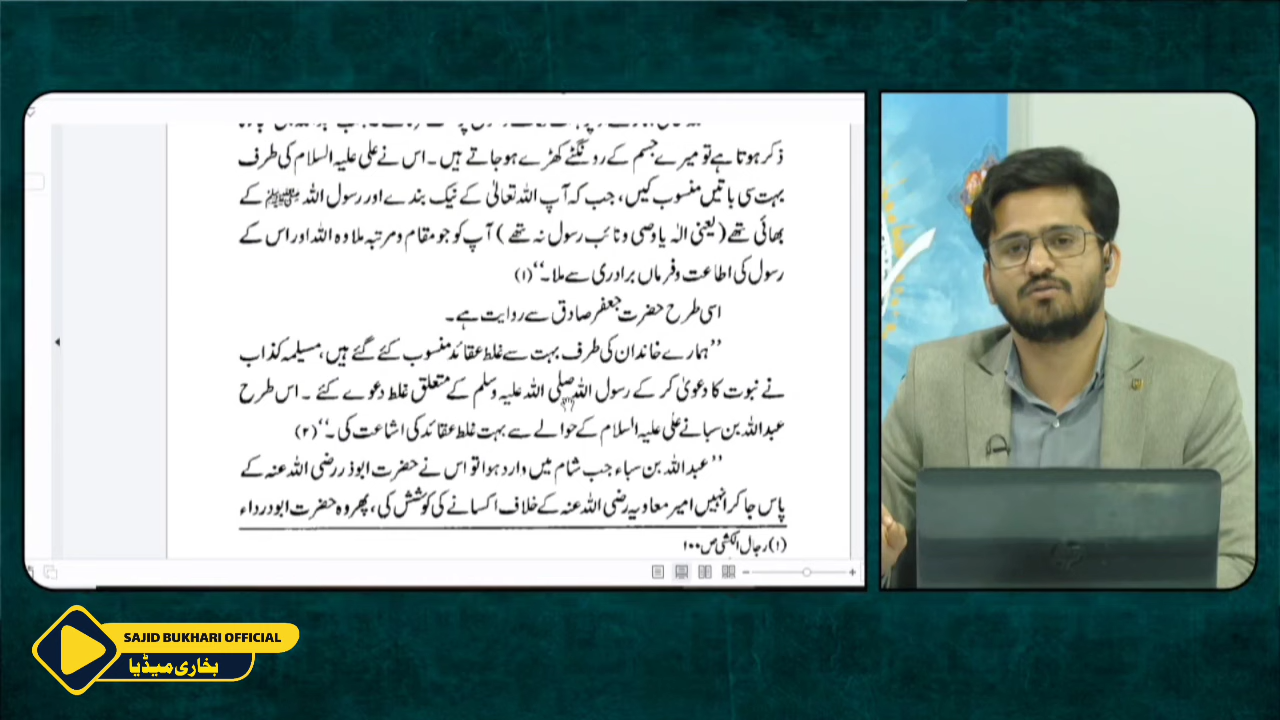 ذکر ہوتا ہے تو میرے جسم کے رونگٹے کھڑے ہو جاتے ہیں۔ اس نے علی علیہ السلام کی طرف
بہت سی باتیں منسوب کیں، جب کہ آپ اللہ تعالیٰ کے نیک بندے اور رسول اللہ ﷺ کے
بھائی تھے (یعنی الٰہ یا وصی و نائب رسول نہ تھے) آپ کو جو مقام و مرتبہ ملا وہ اللہ اور اس کے
رسول کی اطاعت و فرماں برادری سے ملا۔‘‘ (۱)
اسی طرح حضرت جعفر صادق سے روایت ہے۔
’’ہمارے خاندان کی طرف بہت سے غلط عقائد منسوب کئے گئے ہیں، مسیلمہ کذاب
نے نبوت کا دعویٰ کر کے رسول اللہ صلی اللہ علیہ وسلم کے متعلق غلط دعوے کئے۔ اس طرح
عبداللہ بن سبا نے علی علیہ السلام کے حوالے سے بہت غلط عقائد کی اشاعت کی۔‘‘ (۲)
’’عبداللہ بن سباء جب شام میں وارد ہوا تو اس نے حضرت ابوذر رضی اللہ عنہ کے
پاس جا کر انہیں امیر معاویہ رضی اللہ عنہ کے خلاف اکسانے کی کوشش کی، پھر وہ حضرت ابودرداء
(۱) رجال الکشی ص ۱۰۰
SAJID BUKHARI OFFICIAL
بخاری میڈیا